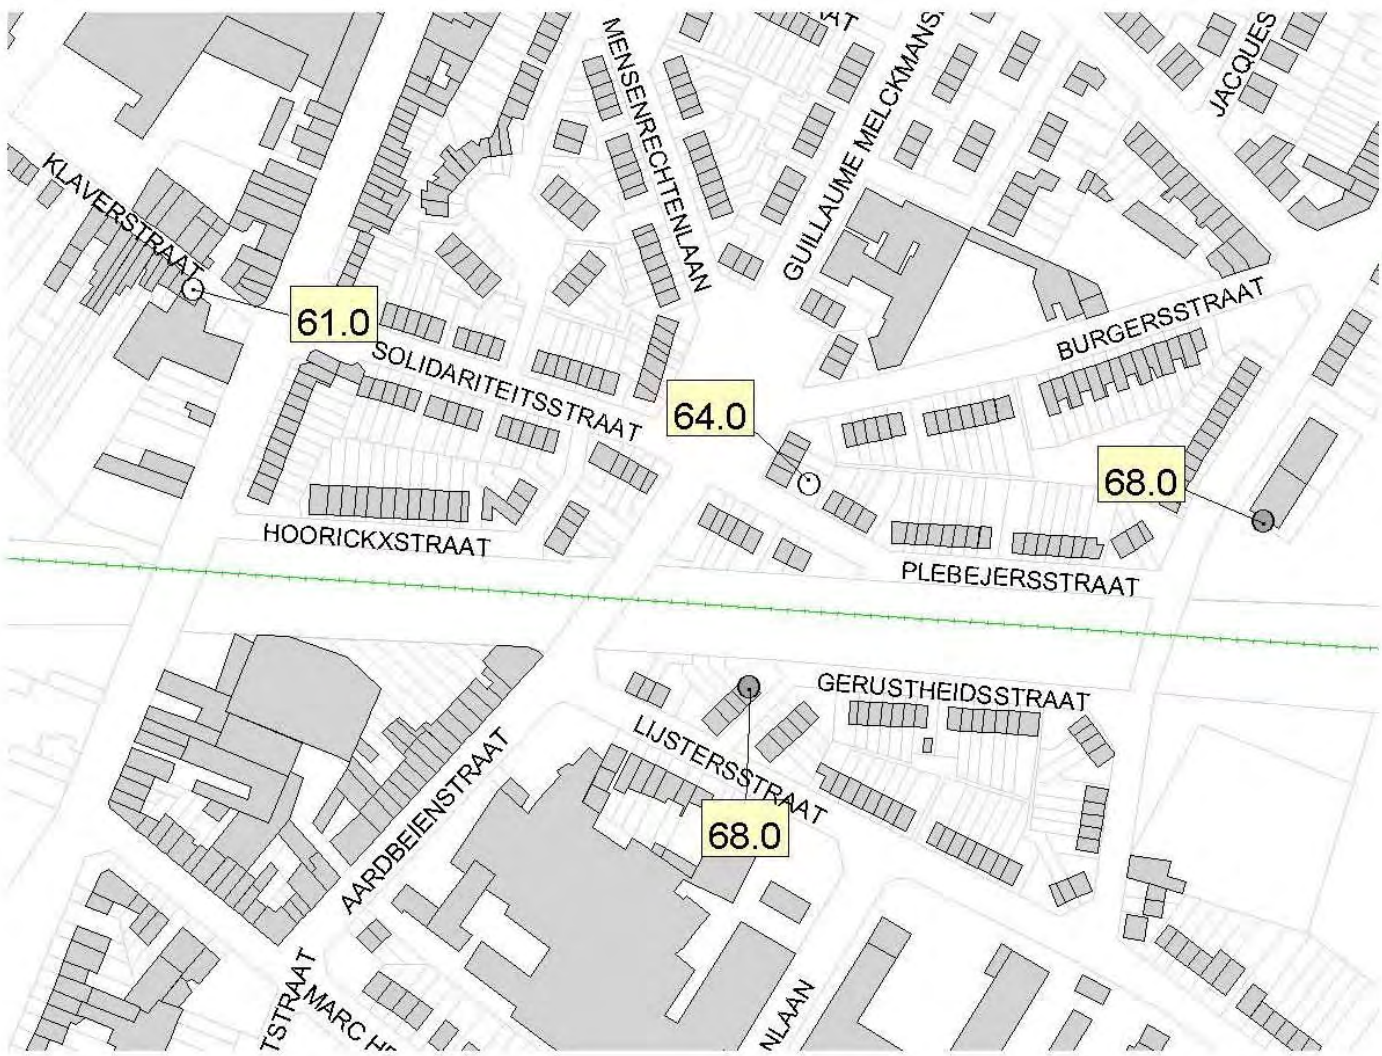 MENSENRECHTENLAAN
GUILLAUME MELCKMANS
JACQUES
KLAVERSTRAAT
61.0
SOLIDARITEITSSTRAAT
BURGERSSTRAAT
64.0
68.0
HOORICKXSTRAAT
PLEBEJERSSTRAAT
GERUSTHEIDSSTRAAT
LIJSTERSSTRAAT
68.0
AARDBEIENSTRAAT
TSTRAAT
MARC HE
NLAAN